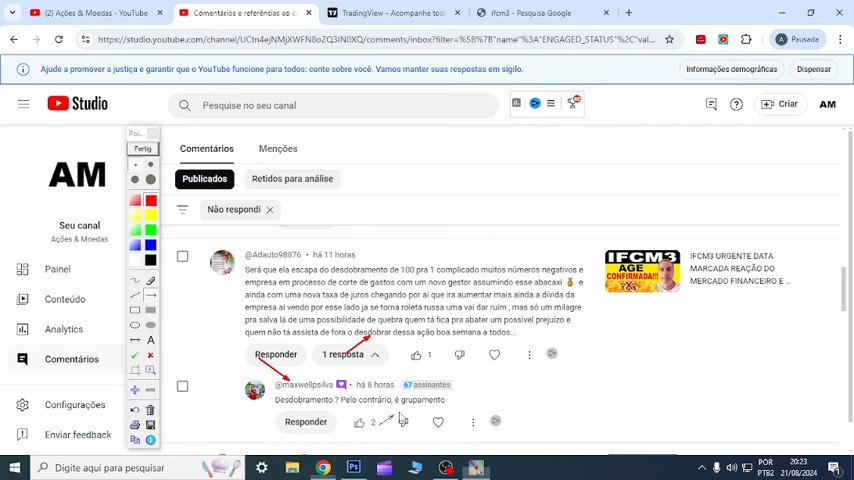 (2) Ações & Moedas - YouTube
Comentários e referências ao c
TradingView — Acompanhe tod
ifcm3 - Pesquisa Google
https://studio.youtube.com/channel/UCtn4ejNMjXWFN8oZQ3IN0XQ/comments/inbox?filter=%5B%7B"name"%3A"ENGAGED_STATUS"%2C"val...
A
Pausada
Ajude a promover a justiça e garantir que o YouTube funcione para todos: conte sobre você. Vamos manter suas respostas em sigilo.
Informações demográficas
Dispensar
Studio
Pesquise no seu canal
Criar
AM
Poi...
Fertig
AM
Seu canal
Ações & Moedas
Painel
Conteúdo
Analytics
Comentários
Configurações
Enviar feedback
Comentários
Menções
Publicados
Retidos para análise
Não respondi
@Adauto98876 • há 11 horas
Será que ela escapa do desdobramento de 100 pra 1 complicado muitos números negativos e
empresa em processo de corte de gastos com um novo gestor assumindo esse abacaxi 🍍 e
ainda com uma nova taxa de juros chegando por ai que ira aumentar mais ainda a dívida da
empresa ai vendo por esse lado ja se torna roleta russa uma vai dar ruim , mas só um milagre
pra salva lá de uma possibilidade de quebra quem tá fica pra abater um possível prejuízo e
quem não tá assista de fora o desdobrar dessa ação boa semana a todos...
Responder
1 resposta
1
IFCM3
AGE
CONFIRMADA!!!
IFCM3 URGENTE DATA
MARCADA REAÇÃO DO
MERCADO FINANCEIRO E ...
@maxwellpsilva • há 8 horas
67 assinantes
Desdobramento ? Pelo contrário, é grupamento
Responder
2
Digite aqui para pesquisar
POR
PTB2
20:23
21/08/2024